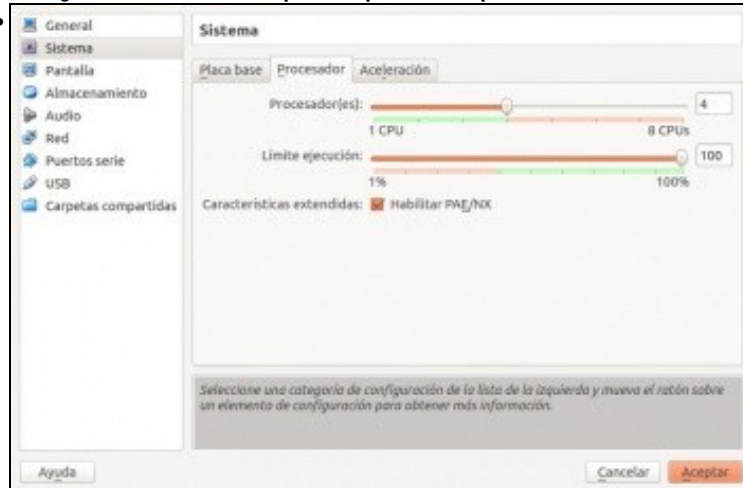 General
Sistema
Pantalla
Almacenamiento
Audio
Red
Puertos serie
USB
Carpetas compartidas
Sistema
Placa base Procesador Aceleración
Procesador(es): 4
1 CPU 8 CPUs
Límite ejecución: 100
1% 100%
Características extendidas: Habilitar PAE/NX
Seleccione una categoría de configuración de la lista de la izquierda y mueva el ratón sobre
un elemento de configuración para obtener más información.
Ayuda Cancelar Aceptar